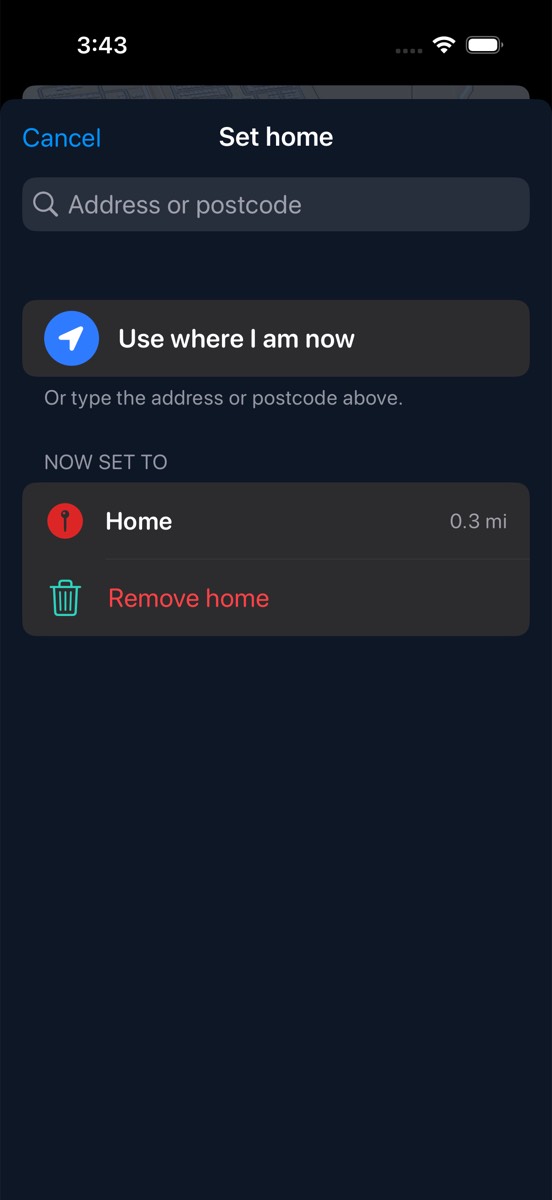 3:43
Cancel
Set home
Address or postcode
Use where I am now
Or type the address or postcode above.
NOW SET TO
Home
0.3 mi
Remove home